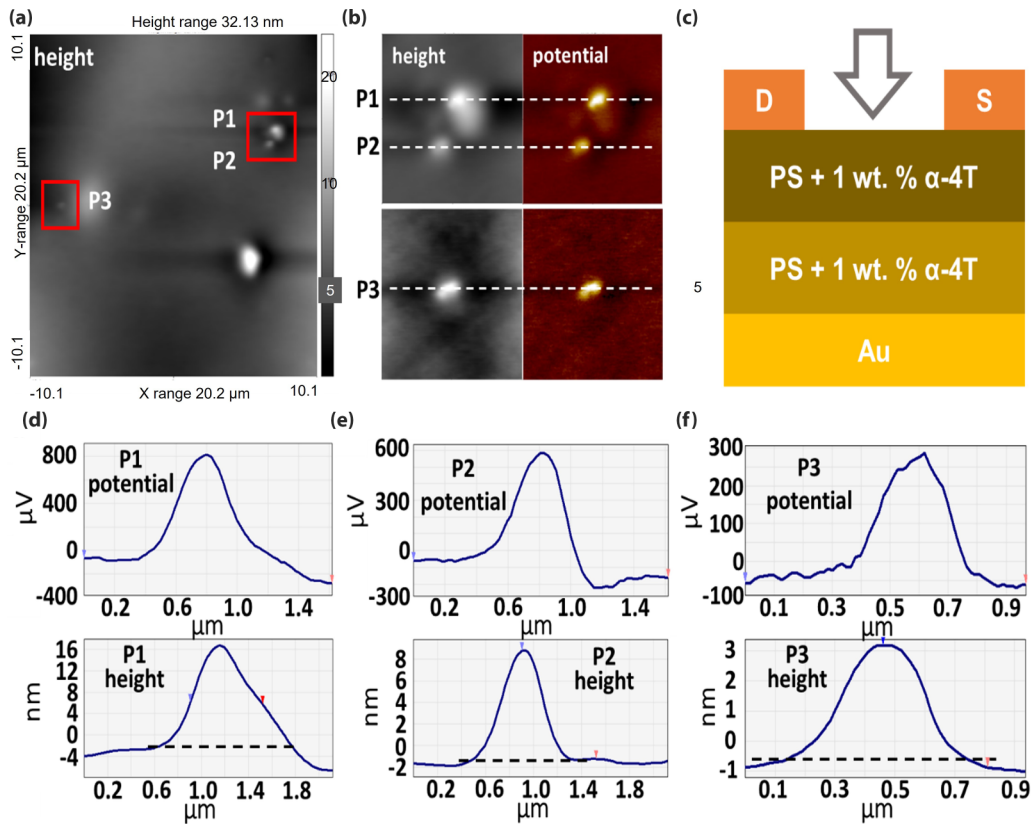 (a)
Height range 32.13 nm
10.1
Y-range 20.2 µm
-10.1
height
P1
P2
P3
20
10
5
-10.1
X range 20.2 µm
10.1
(b)
height
potential
P1
P2
P3
(c)
D
S
PS + 1 wt. % α-4T
PS + 1 wt. % α-4T
Au
5
(d)
P1
potential
µV
800
400
0
-400
0.2
0.6
1.0
1.4
µm
P1
height
nm
16
12
8
4
0
-4
0.2
0.6
1.0
1.4
1.8
µm
(e)
P2
potential
µV
600
300
0
-300
0.2
0.6
1.0
1.4
µm
P2
height
nm
8
6
4
2
0
-2
0.2
0.6
1.0
1.4
1.8
µm
(f)
P3
potential
µV
300
200
100
0
-100
0.1
0.3
0.5
0.7
0.9
µm
P3
height
nm
3
2
1
0
-1
0.1
0.3
0.5
0.7
0.9
µm